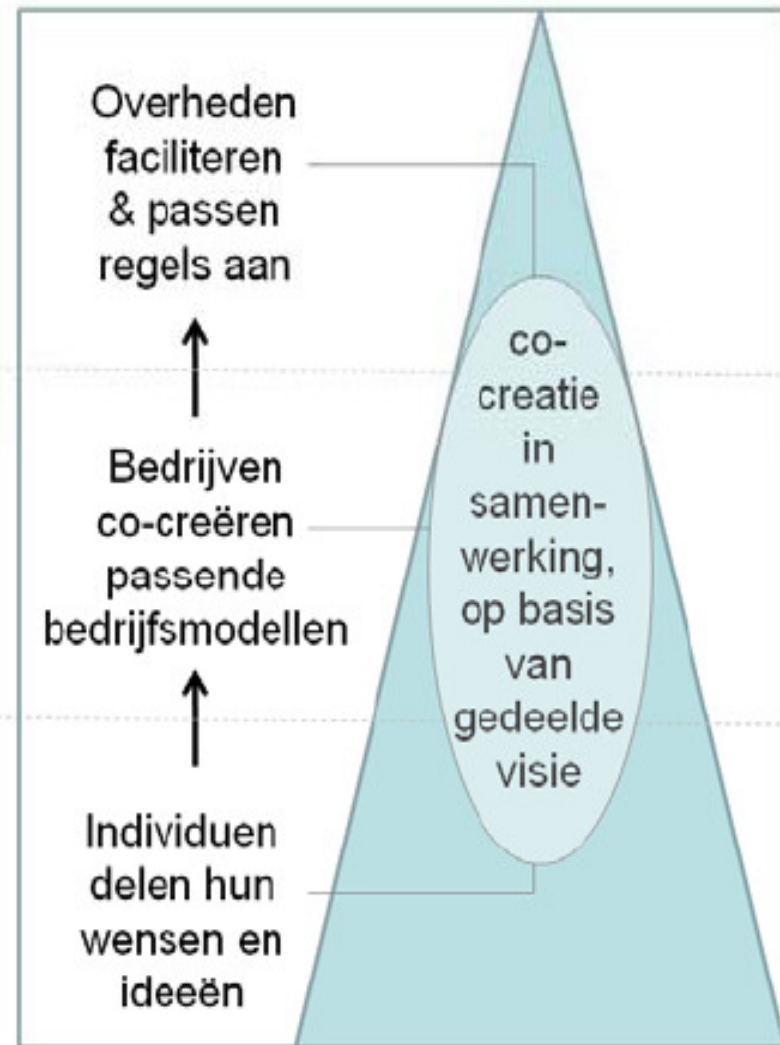 Overheden
faciliteren
& passen
regels aan
Bedrijven
co-creëren
passende
bedrijfsmodellen
Individuen
delen hun
wensen en
ideeën
co-
creatie
in
samen-
werking,
op basis
van
gedeelde
visie